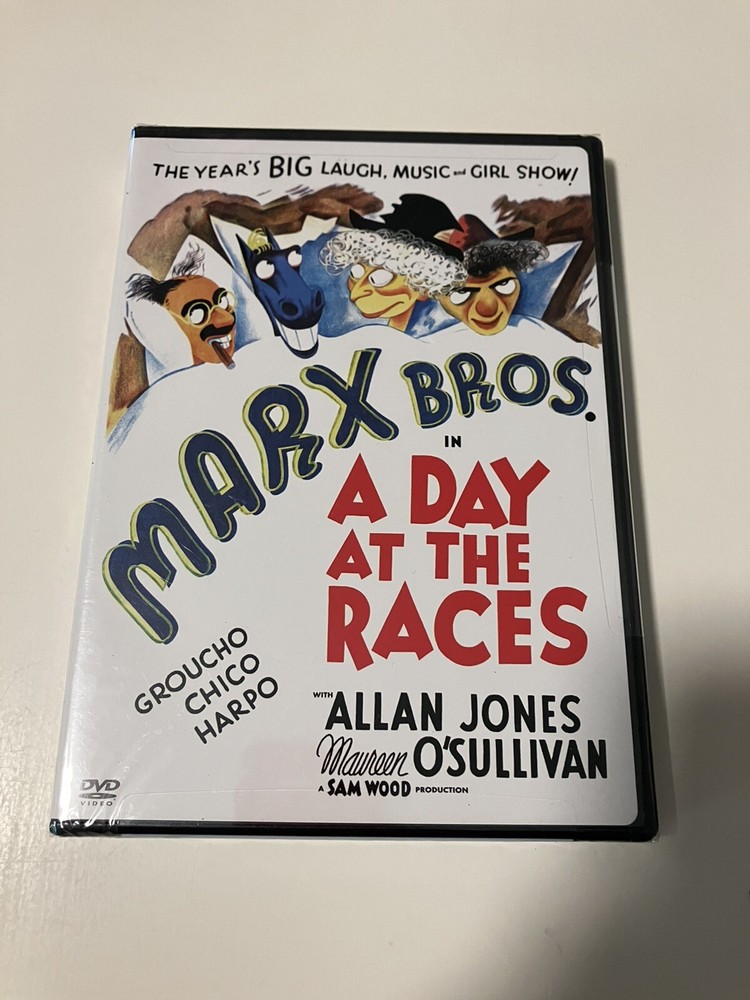 THE YEAR'S BIG LAUGH, MUSIC and GIRL SHOW!
MARX BROS.
IN
A DAY
AT THE
RACES
GROUCHO
CHICO
HARPO
WITH ALLAN JONES
Maureen O'SULLIVAN
A SAM WOOD PRODUCTION
DVD
VIDEO